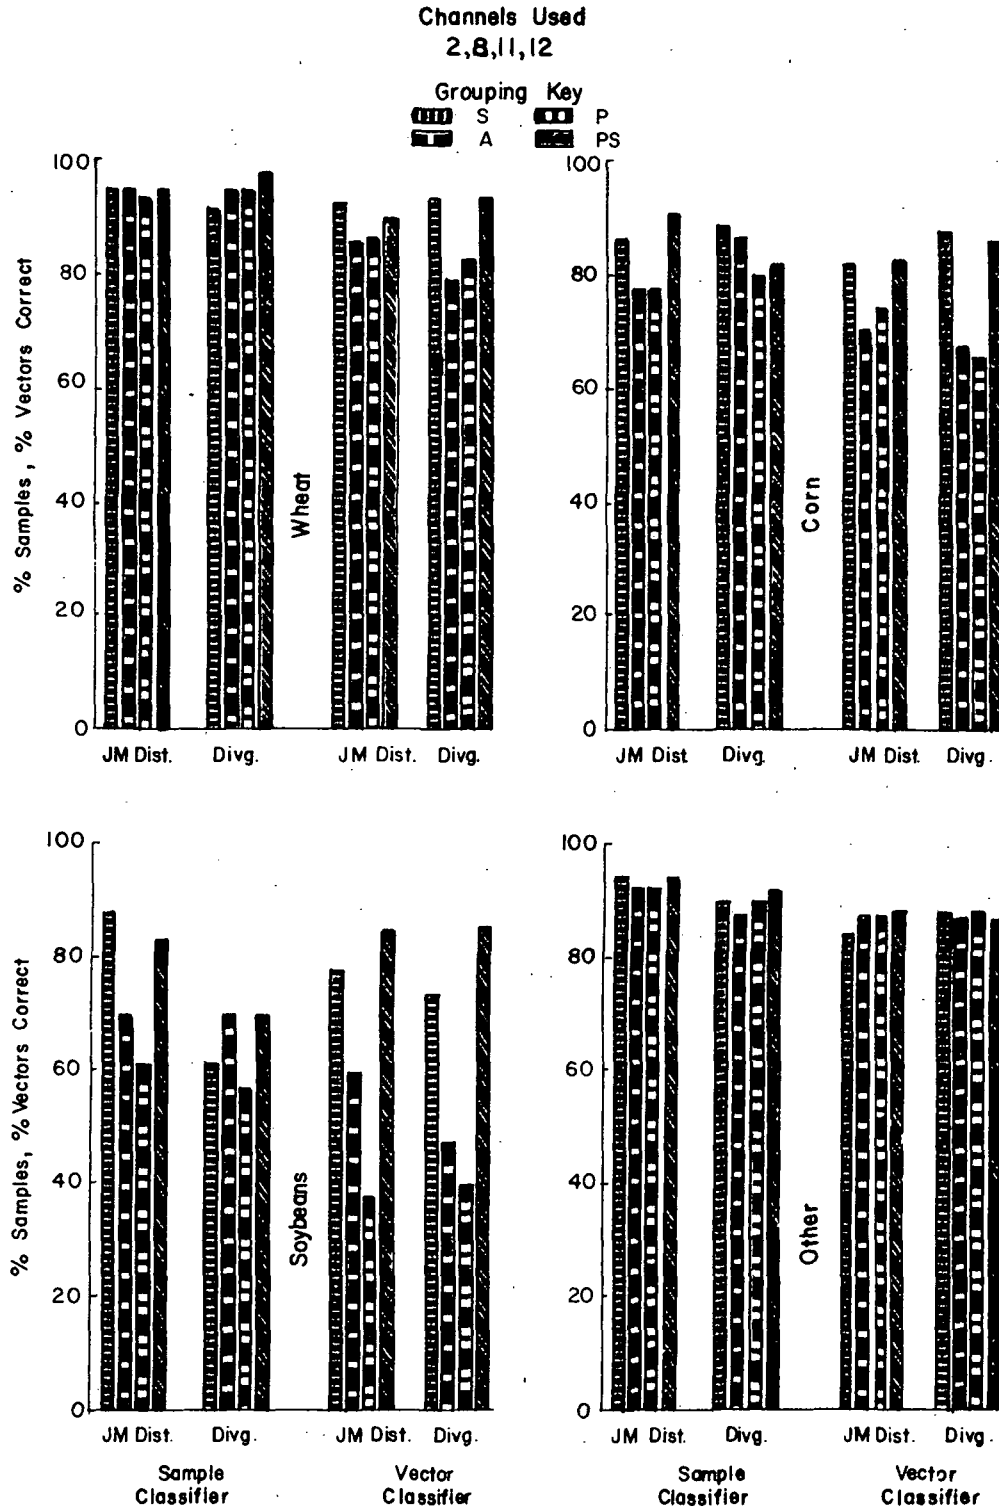 Channels Used
2,8,11,12
Grouping Key
S P
A PS
% Samples, % Vectors Correct
100
80
60
40
20
0
Wheat
JM Dist. Divg. JM Dist. Divg.
100
80
60
40
20
0
Corn
JM Dist Divg. JM Dist Divg.
% Samples, % Vectors Correct
100
80
60
40
20
0
Soybeans
JM Dist. Divg. JM Dist. Divg.
Sample Vector
Classifier Classifier
100
80
60
40
20
0
Other
JM Dist. Divg. JM Dist. Divg.
Sample Vector
Classifier Classifier